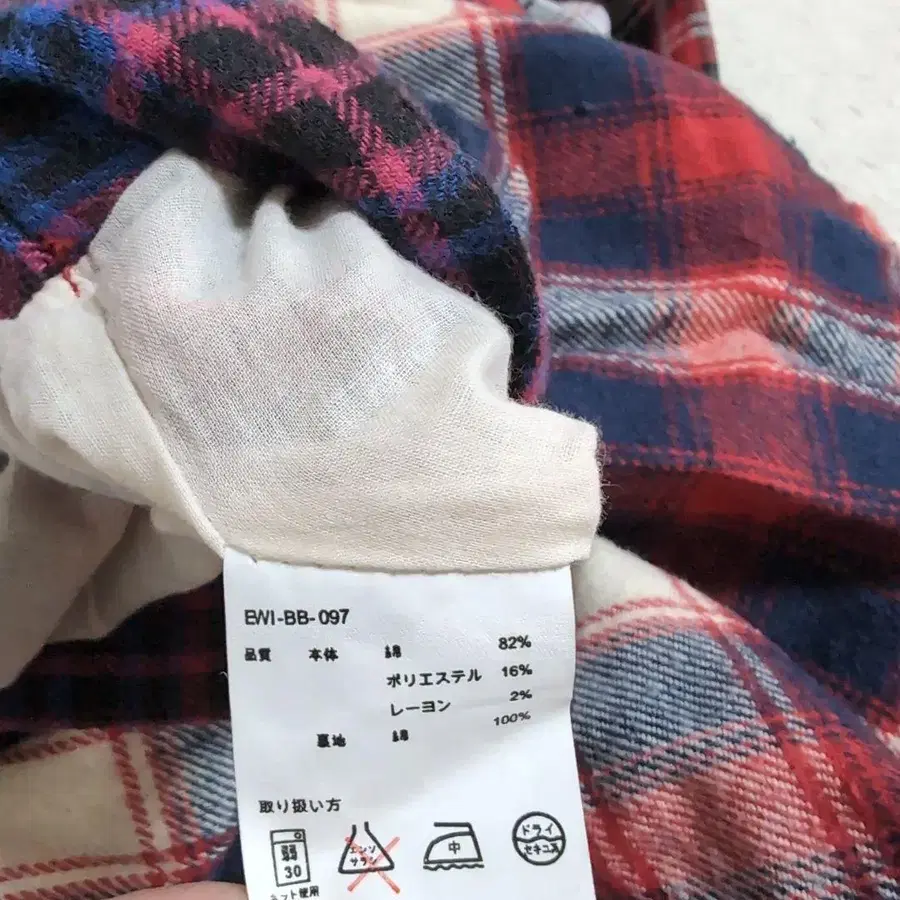 EWI-BB-097
品質 本体 綿 82%
ポリエステル 16%
レーヨン 2%
裏地 綿 100%
取り扱い方
弱 30 ネット使用
エンソ サラシ
中
ドライ セキユ系